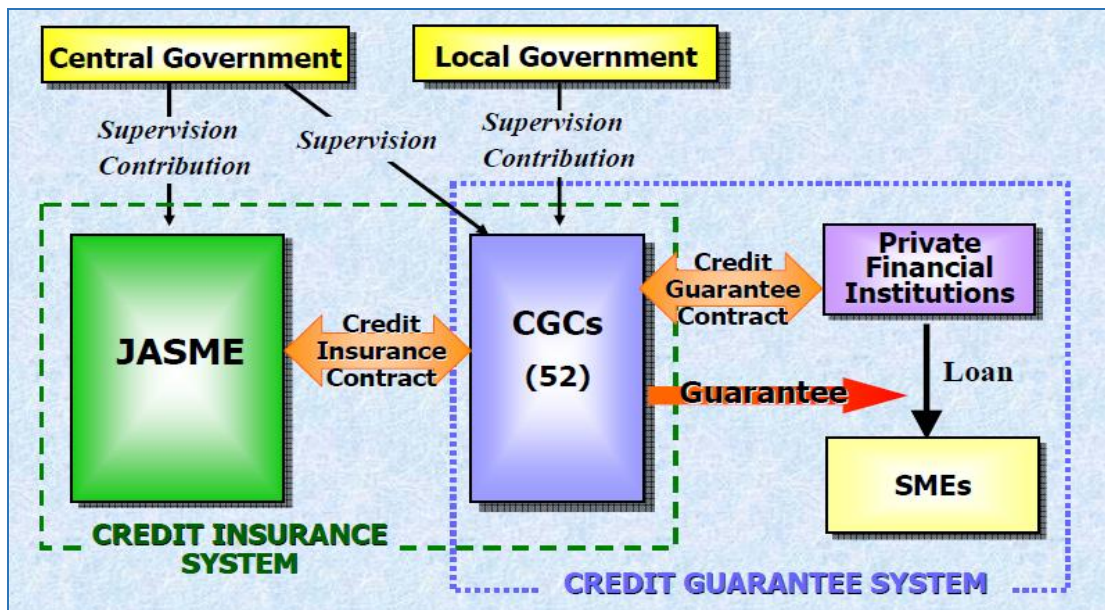 Central Government
Local Government
Supervision
Contribution
Supervision
Supervision
Contribution
JASME
Credit
Insurance
Contract
CGCs
(52)
Credit
Guarantee
Contract
Private
Financial
Institutions
Guarantee
Loan
SMEs
CREDIT INSURANCE
SYSTEM
CREDIT GUARANTEE SYSTEM